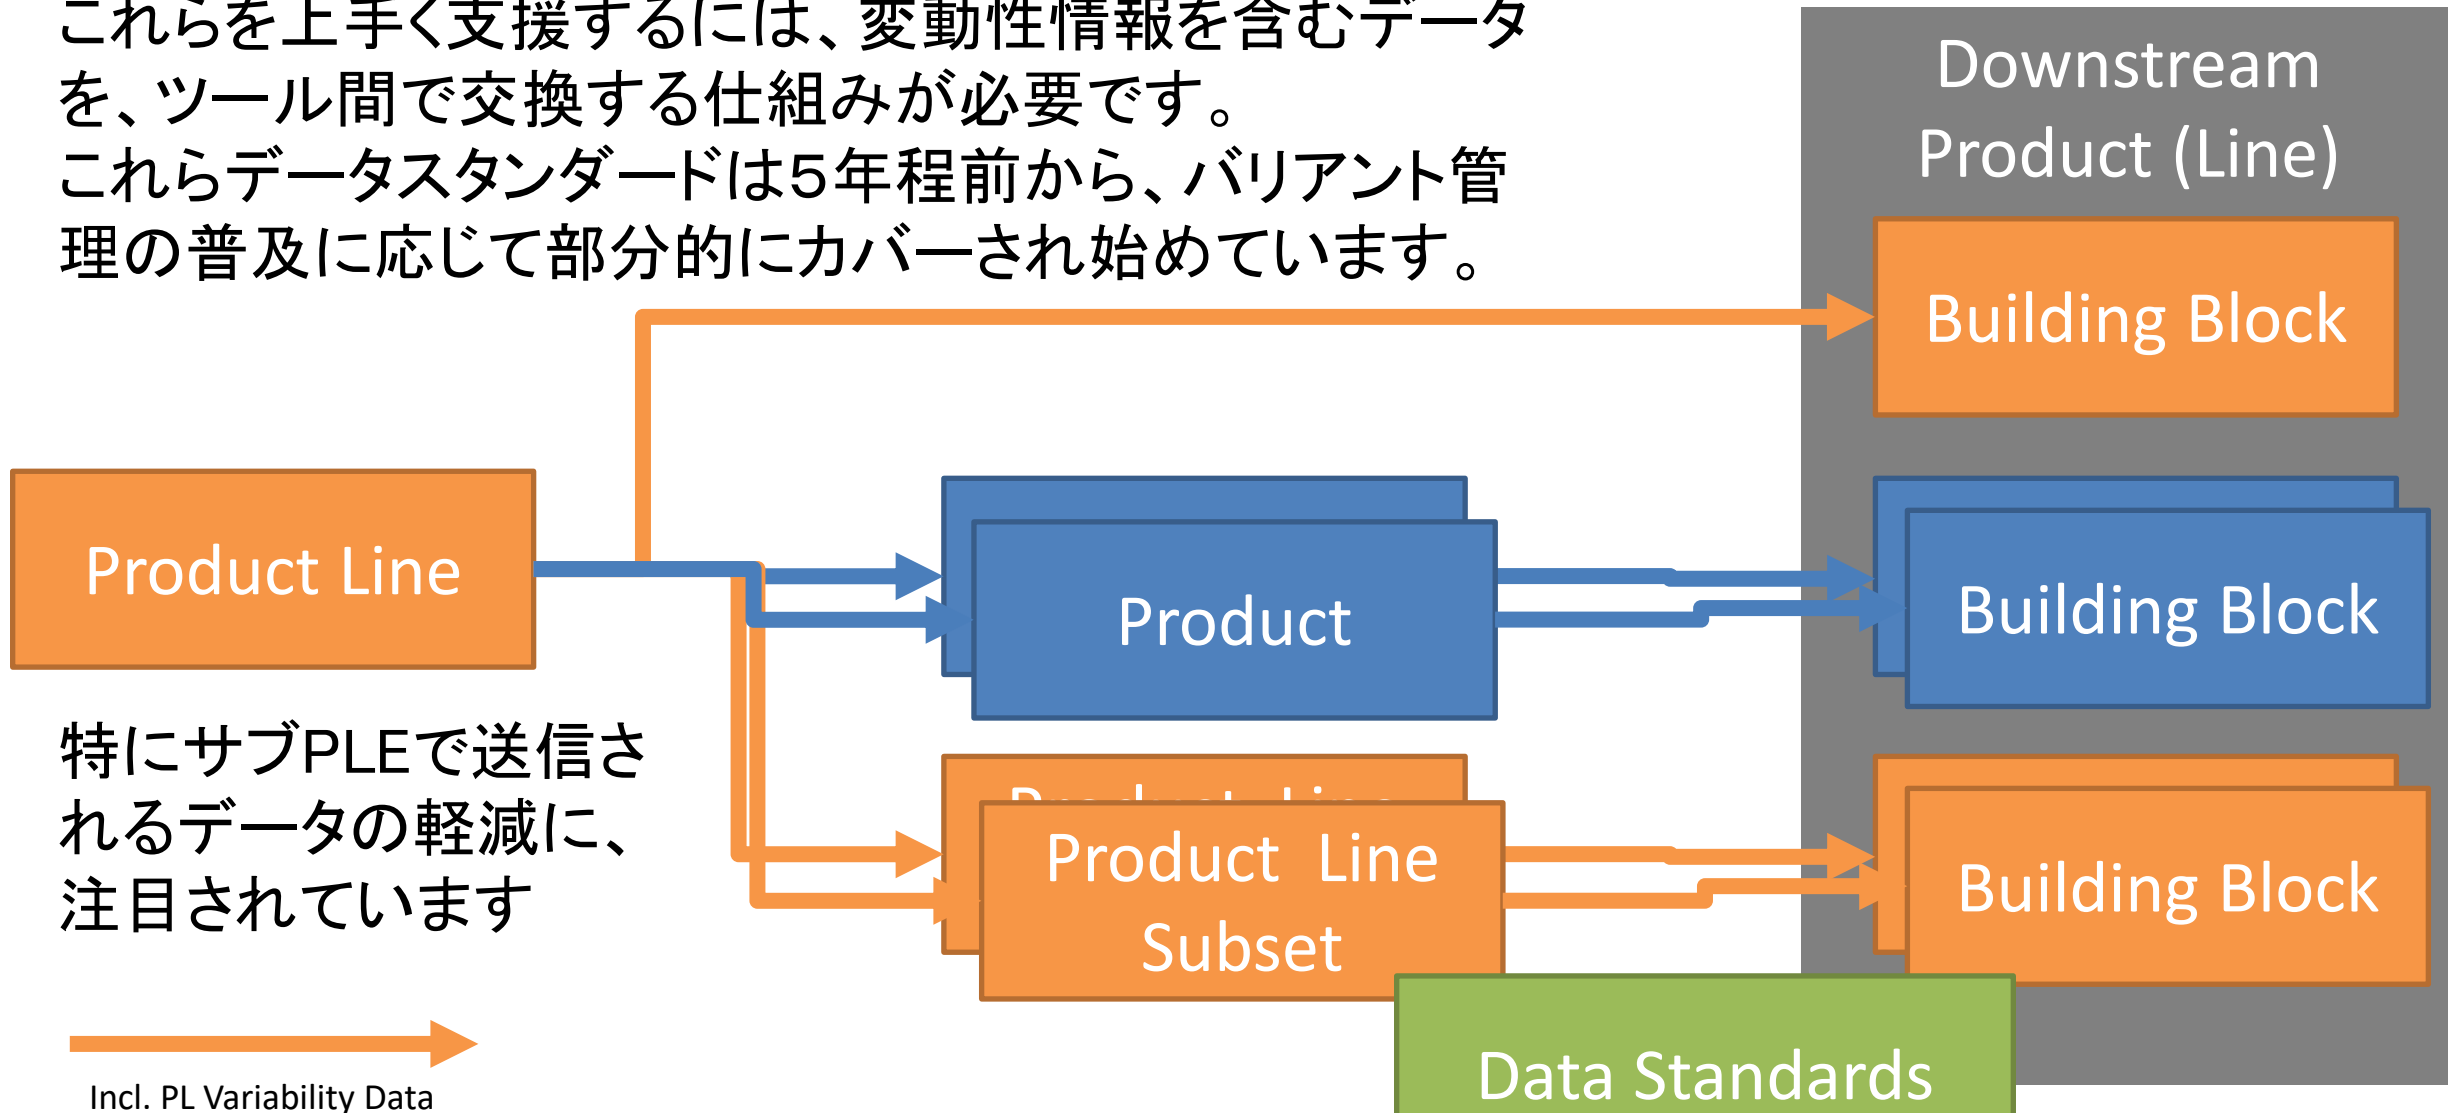 これらを上手く支援するには、変動性情報を含むデータ
を、ツール間で交換する仕組みが必要です。
これらデータスタンダードは５年程前から、バリアント管
理の普及に応じて部分的にカバーされ始めています。
Downstream
Product (Line)
Building Block
Product Line
Product
Building Block
特にサブPLEで送信さ
れるデータの軽減に、
注目されています
Product Line
Product Line
Subset
Building Block
Data Standards
Incl. PL Variability Data